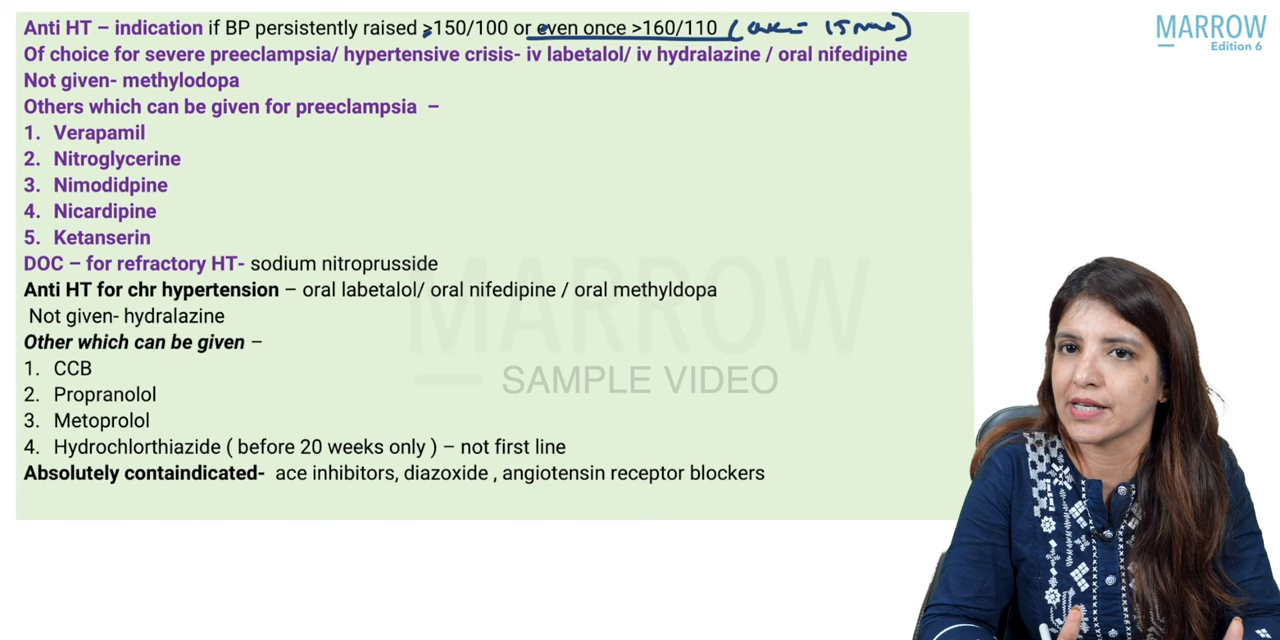 MARROW
Edition 6
Anti HT – indication if BP persistently raised ≥150/100 or even once >160/110 ( 15
Of choice for severe preeclampsia/ hypertensive crisis- iv labetalol/ iv hydralazine / oral nifedipine
Not given- methylodopa
Others which can be given for preeclampsia –
1. Verapamil
2. Nitroglycerine
3. Nimodidpine
4. Nicardipine
5. Ketanserin
DOC – for refractory HT- sodium nitroprusside
Anti HT for chr hypertension – oral labetalol/ oral nifedipine / oral methyldopa
Not given- hydralazine
Other which can be given –
1. CCB
2. Propranolol
3. Metoprolol
4. Hydrochlorthiazide ( before 20 weeks only ) – not first line
Absolutely containdicated- ace inhibitors, diazoxide , angiotensin receptor blockers
MARROW
SAMPLE VIDEO